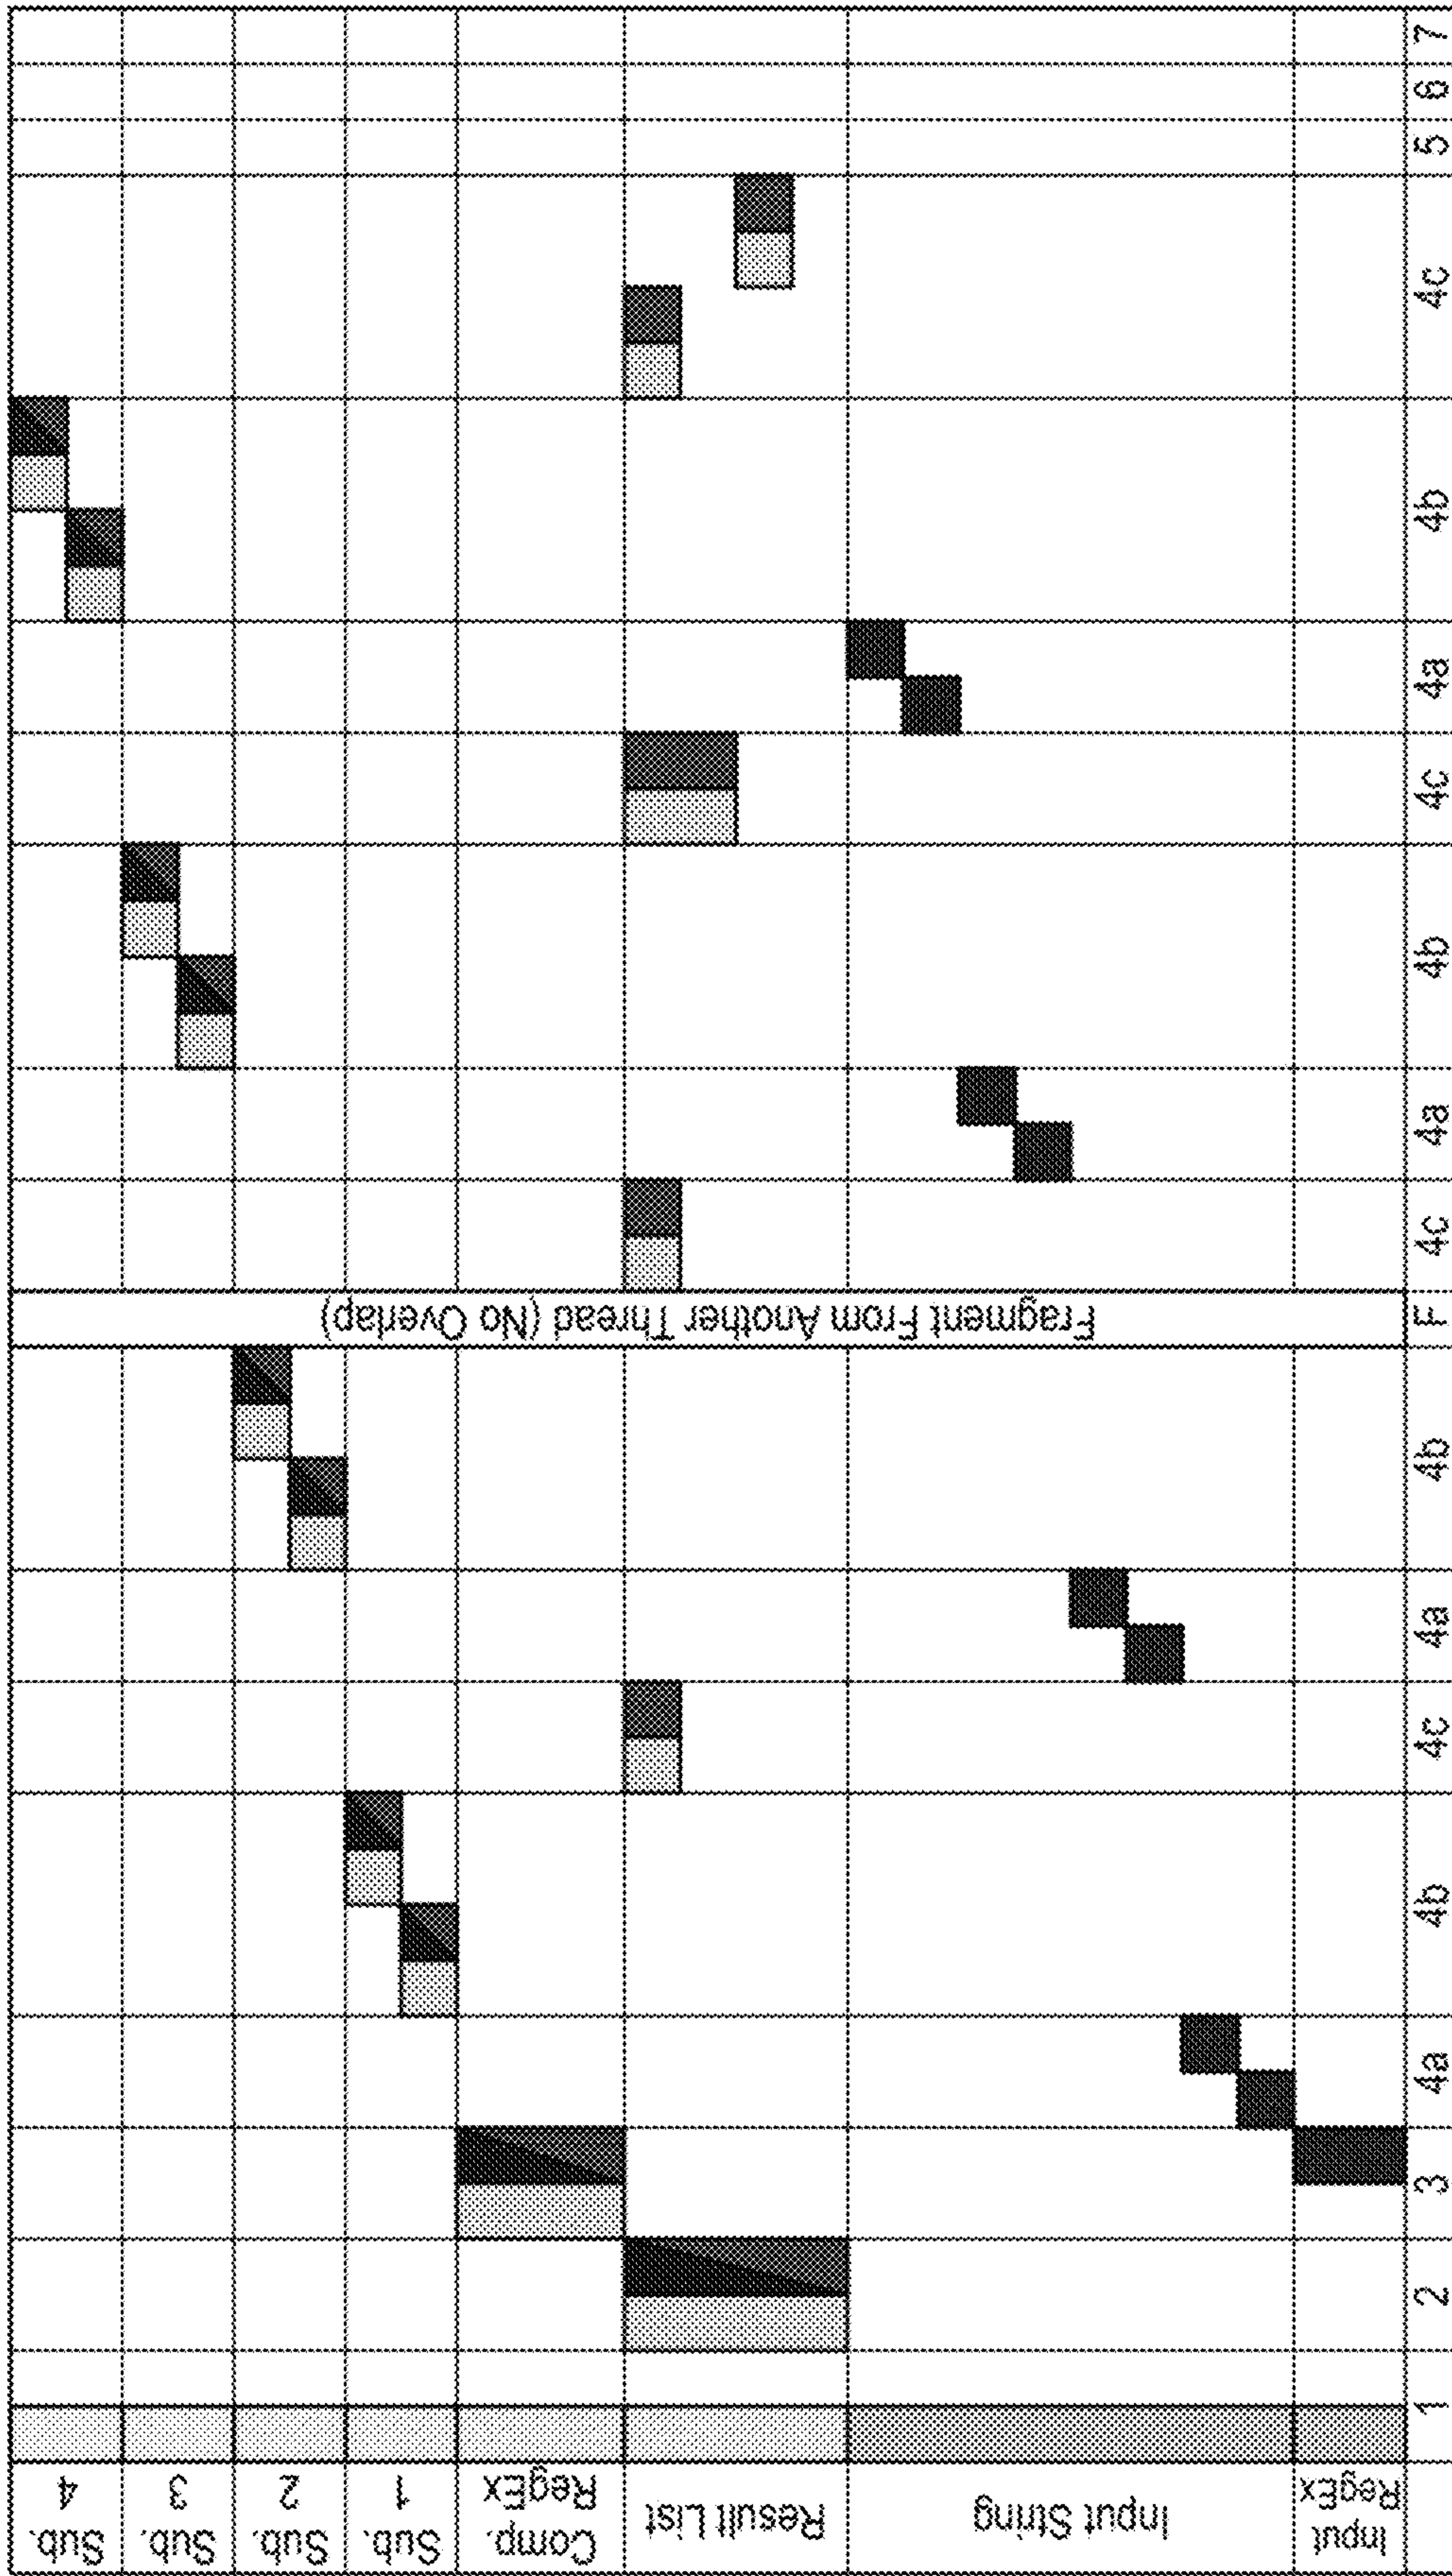 Sub.
4
Sub.
3
Sub.
2
Sub.
1
Comp.
RegEx
Result List
Input String
Input
RegEx
Fragment From Another Thread (No Overlap)
1
2
3
4a
4b
4c
4a
4b
F
4c
4a
4b
4c
4a
4b
4c
5
8
7